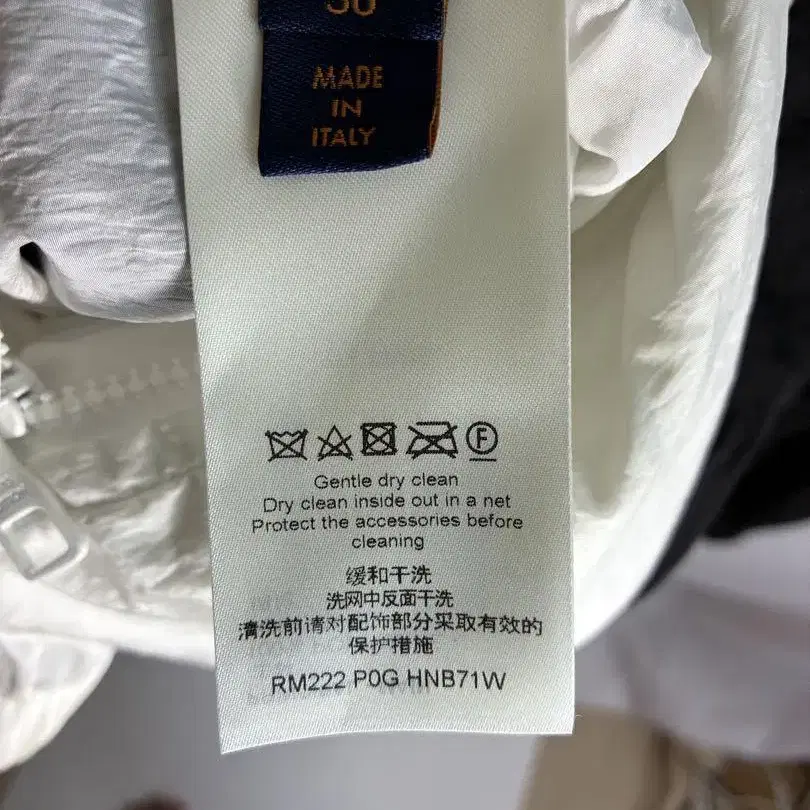 MADE
IN
ITALY
F
Gentle dry clean
Dry clean inside out in a net
Protect the accessories before
cleaning
缓和干洗
洗网中反面干洗
清洗前请对配饰部分采取有效的
保护措施
RM222 P0G HNB71W